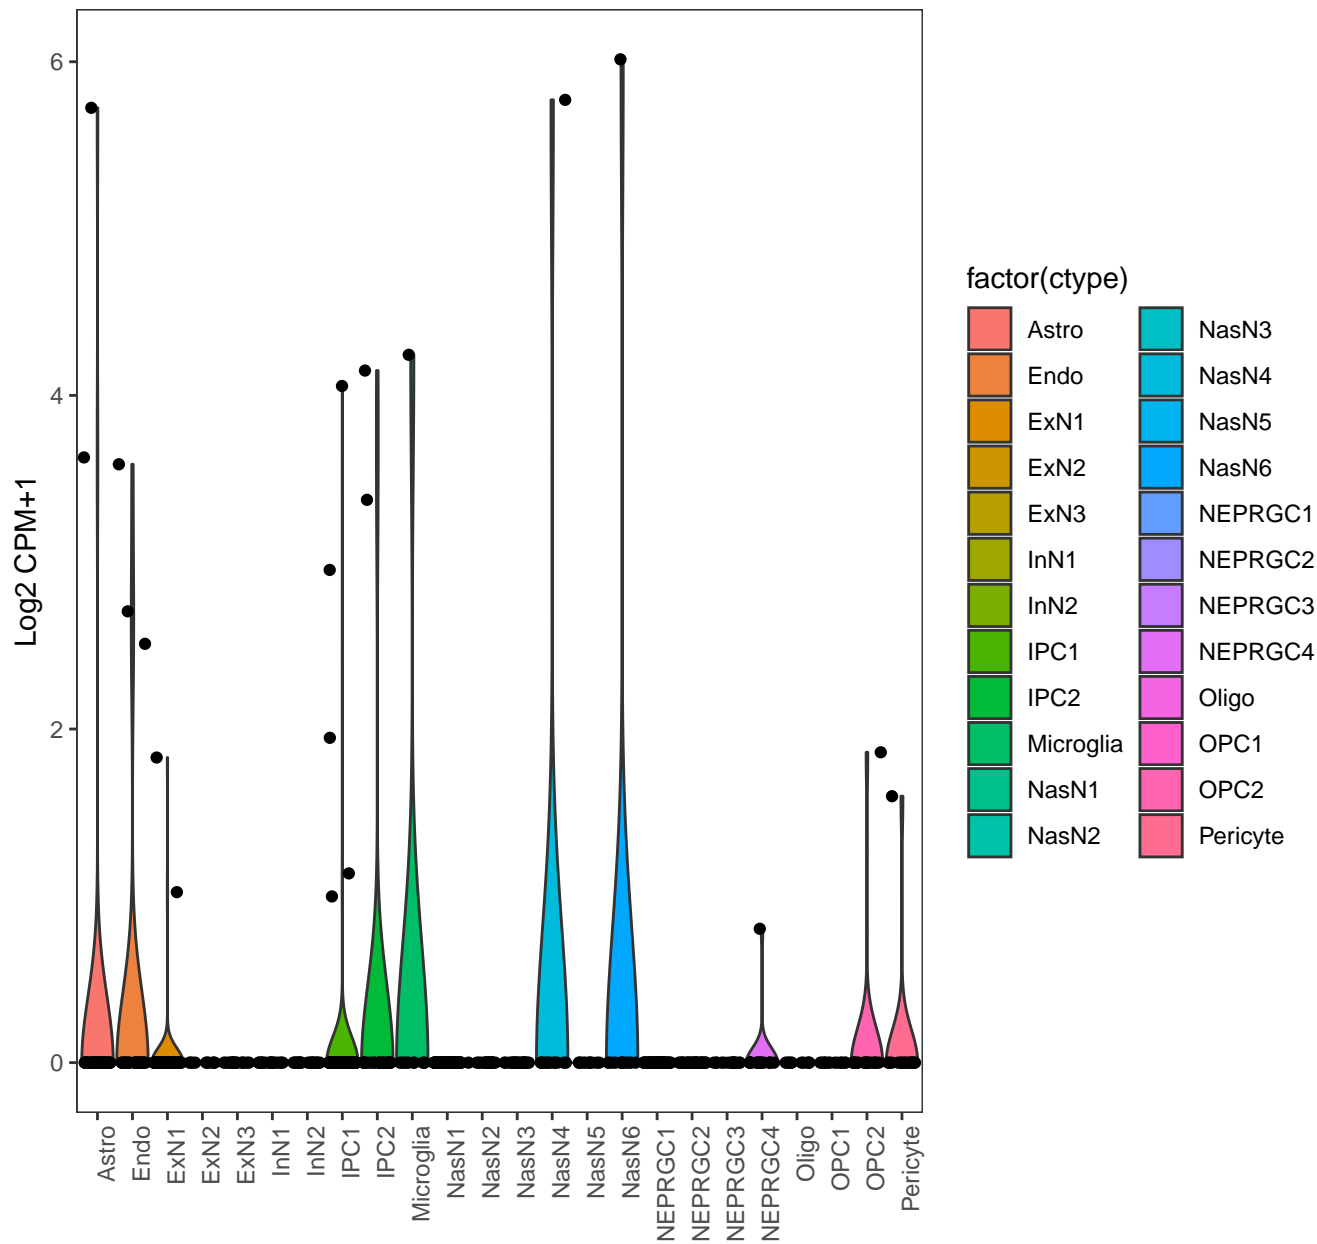 Log2 CPM+1
6
4
2
0
Astro
Endo
ExN1
ExN2
ExN3
InN1
InN2
IPC1
IPC2
Microglia
NasN1
NasN2
NasN3
NasN4
NasN5
NasN6
NEPRGC1
NEPRGC2
NEPRGC3
NEPRGC4
Oligo
OPC1
OPC2
Pericyte
factor(ctype)
Astro
Endo
ExN1
ExN2
ExN3
InN1
InN2
IPC1
IPC2
Microglia
NasN1
NasN2
NasN3
NasN4
NasN5
NasN6
NEPRGC1
NEPRGC2
NEPRGC3
NEPRGC4
Oligo
OPC1
OPC2
Pericyte